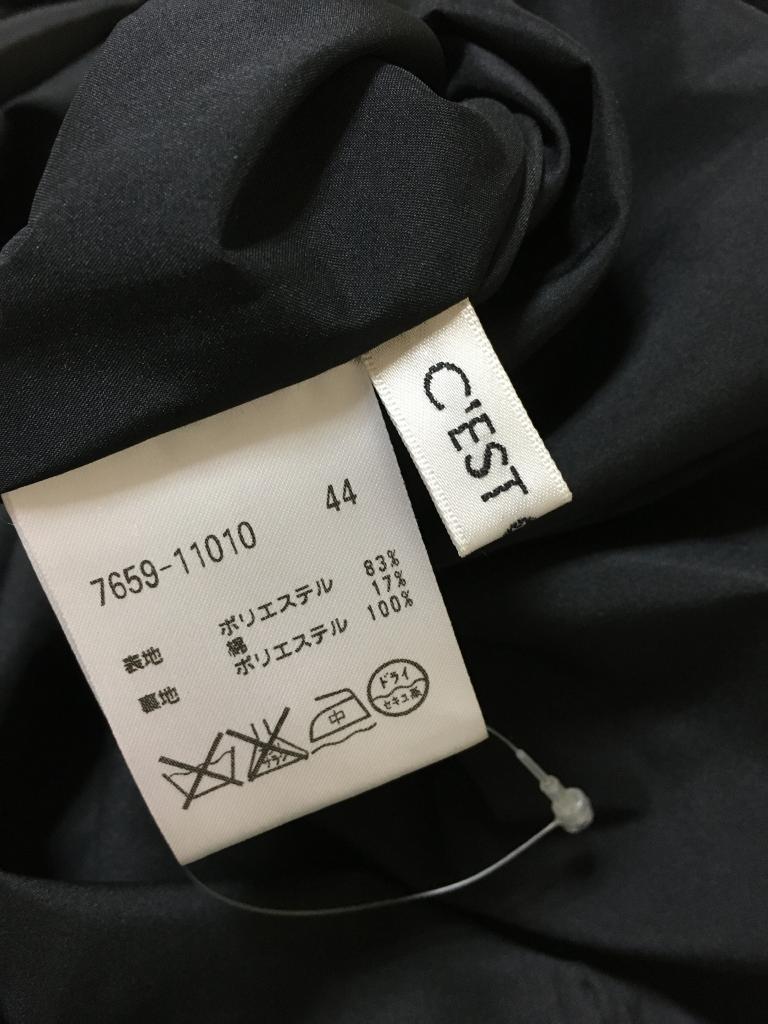 C'EST
44
7659-11010
表地 ポリエステル 83%
綿 17%
裏地 ポリエステル 100%
中
ドライ
セキユ系